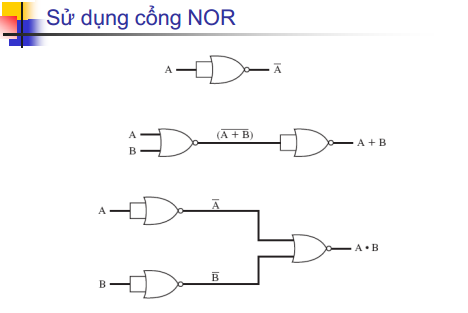 Sử dụng cổng NOR
A A̅
A (A̅ ̅+̅ ̅B̅) A + B
B
A A̅
A • B
B B̅